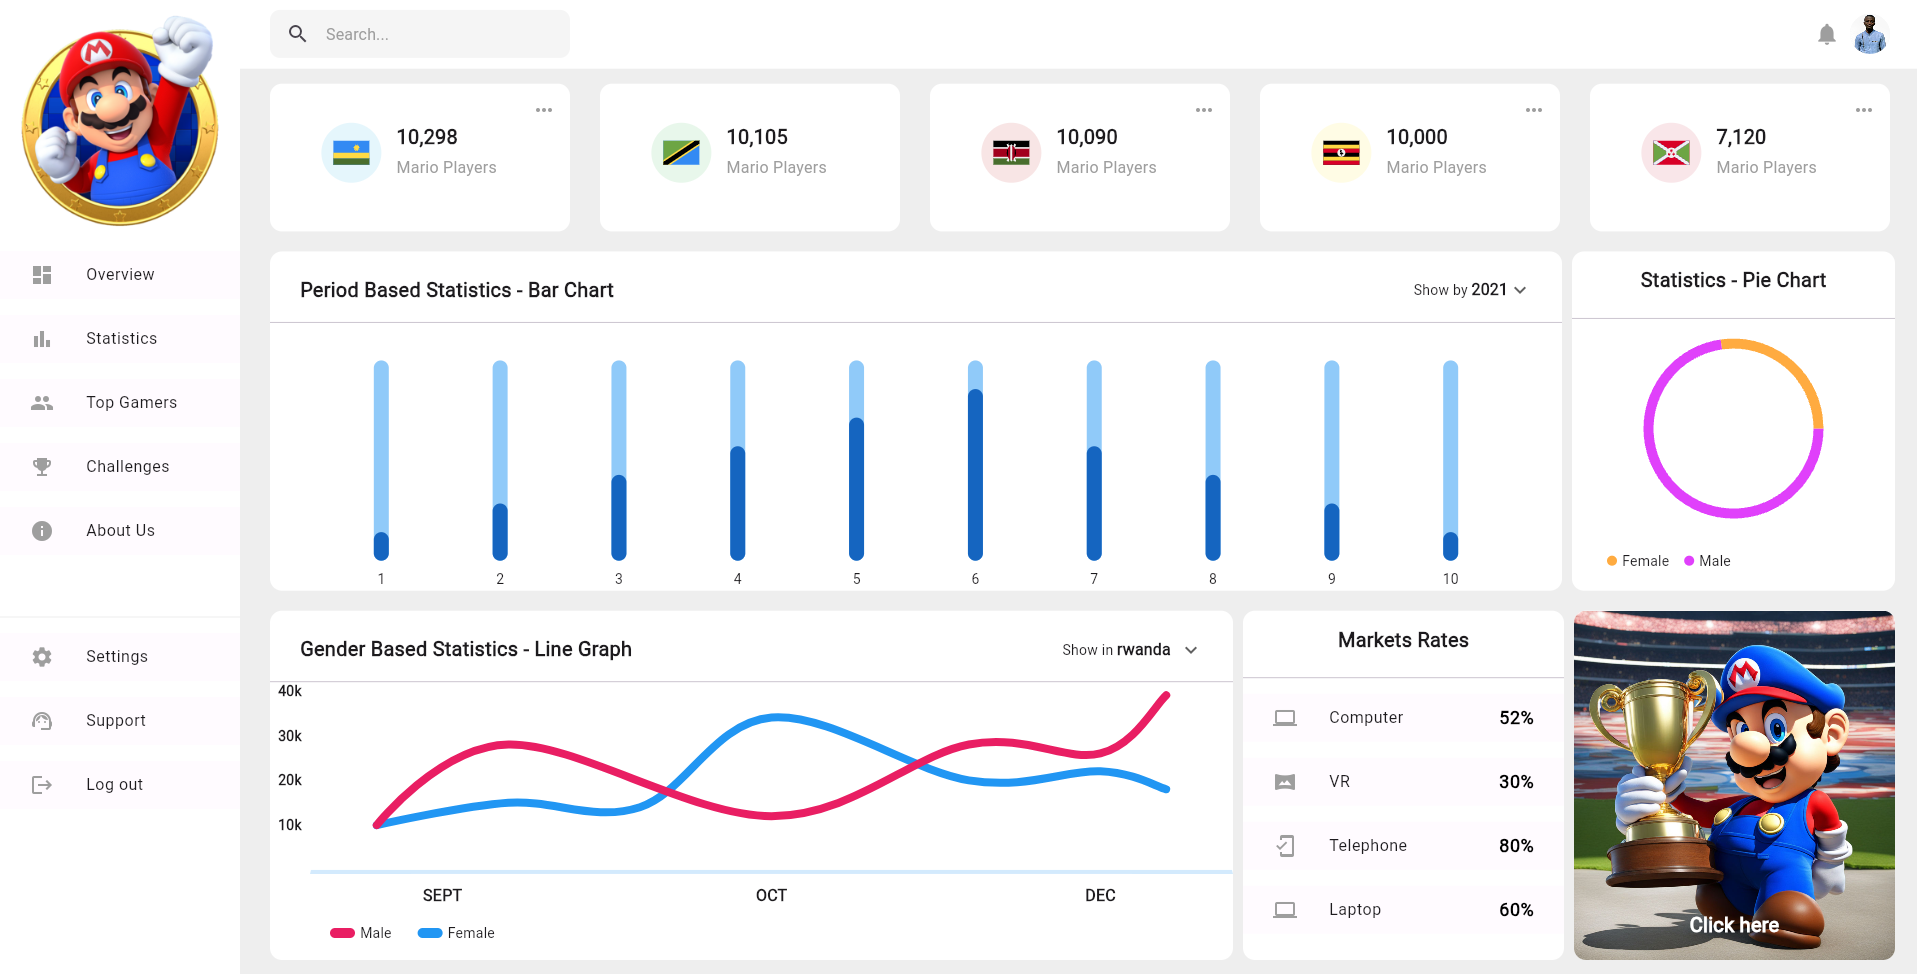 Search...
10,298
Mario Players
10,105
Mario Players
10,090
Mario Players
10,000
Mario Players
7,120
Mario Players
Overview
Statistics
Top Gamers
Challenges
About Us
Settings
Support
Log out
Period Based Statistics - Bar Chart
Show by 2021
1 2 3 4 5 6 7 8 9 10
Statistics - Pie Chart
Female Male
Gender Based Statistics - Line Graph
Show in rwanda
40k
30k
20k
10k
SEPT OCT DEC
Male Female
Markets Rates
Computer 52%
VR 30%
Telephone 80%
Laptop 60%
M
M
Click here